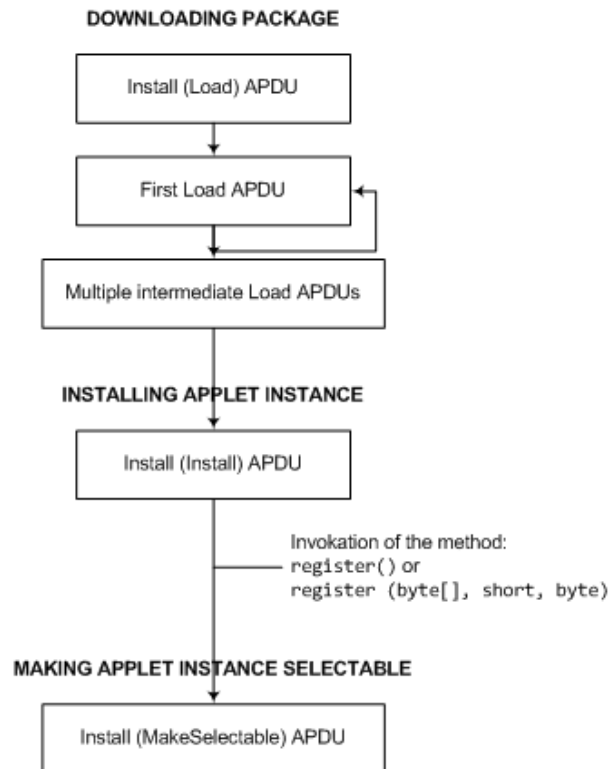 DOWNLOADING PACKAGE
Install (Load) APDU
First Load APDU
Multiple intermediate Load APDUs
INSTALLING APPLET INSTANCE
Install (Install) APDU
Invokation of the method:
register() or
register (byte[], short, byte)
MAKING APPLET INSTANCE SELECTABLE
Install (MakeSelectable) APDU